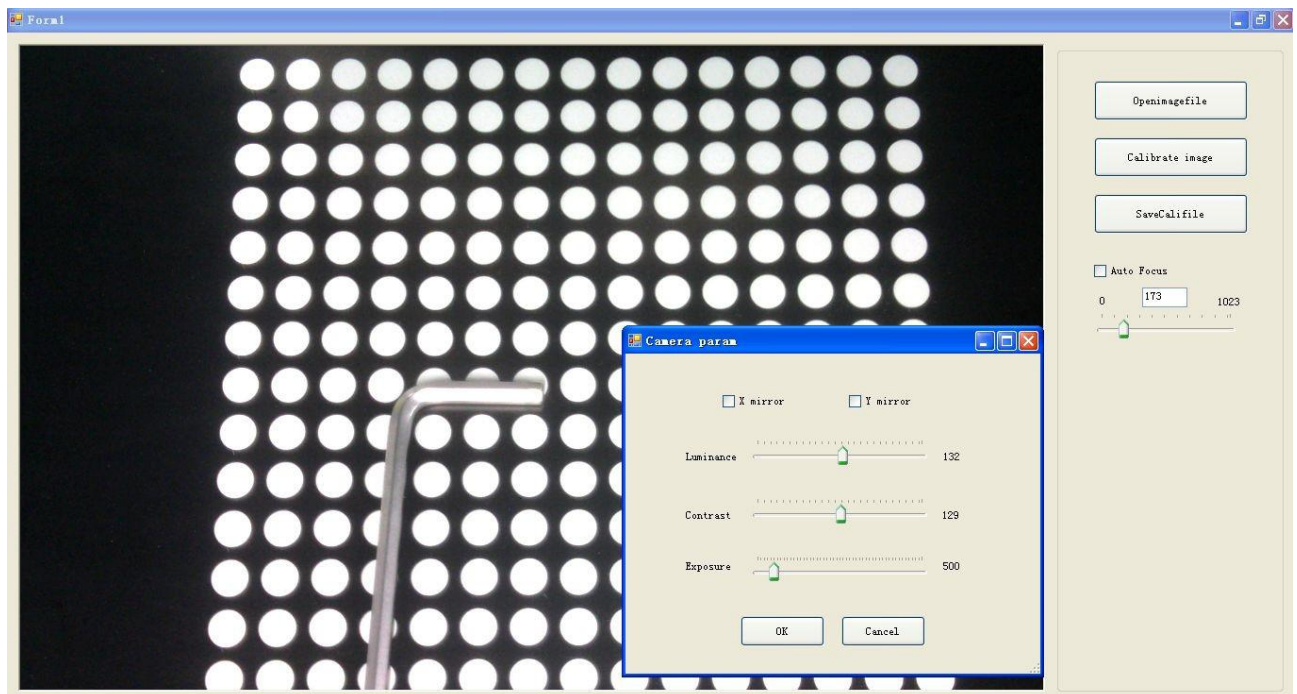 Form1
Openimagefile
Calibrate image
SaveCalifile
Auto Focus
0 173 1023
Camera param
X mirror Y mirror
Luminance 132
Contrast 129
Exposure 500
OK Cancel